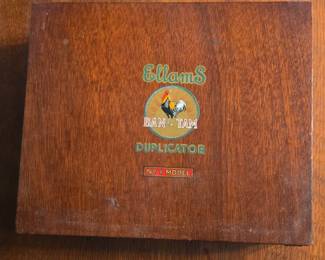 Ellams
BAN-TAM
DUPLICATOR
MODEL